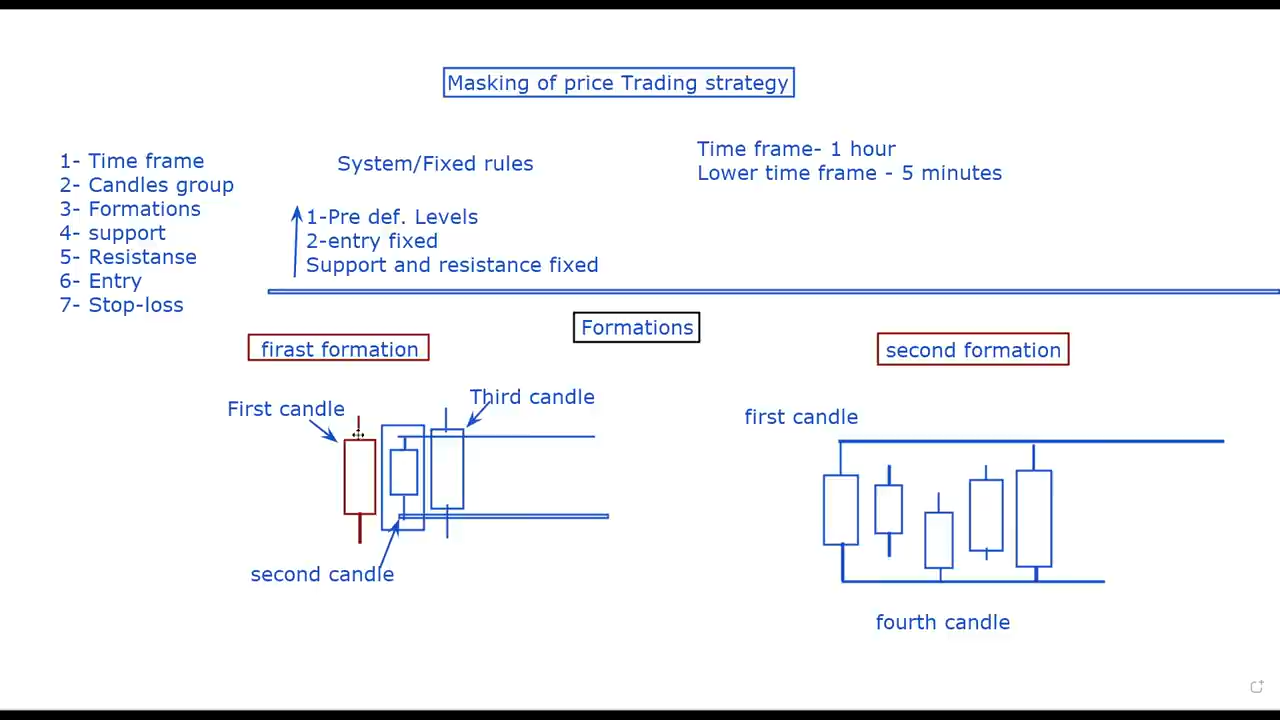 Masking of price Trading strategy
1- Time frame
2- Candles group
3- Formations
4- support
5- Resistanse
6- Entry
7- Stop-loss
System/Fixed rules
1-Pre def. Levels
2-entry fixed
Support and resistance fixed
Time frame- 1 hour
Lower time frame - 5 minutes
Formations
firast formation
First candle
Third candle
second candle
second formation
first candle
fourth candle